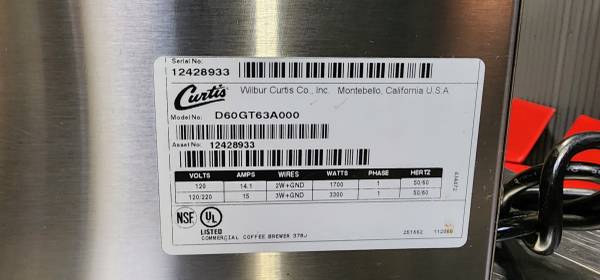 Serial No:
12428933
Curtis Wilbur Curtis Co., Inc. Montebello, California U.S.A
Model No: D60GT63A000
Asset No: 12428933
VOLTS AMPS WIRES WATTS PHASE HERTZ
120 14.1 2W+GND 1700 1 50/60
120/220 15 3W+GND 3300 1 50/60
NSF UL
LISTED
COMMERCIAL COFFEE BREWER 378J